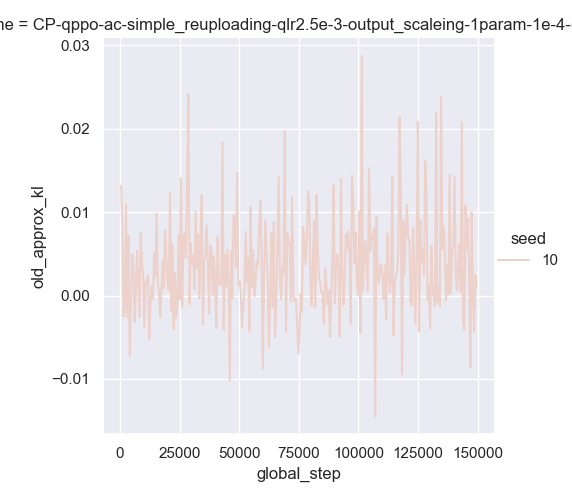 = CP-qppo-ac-simple_reuploading-qlr2.5e-3-output_scaleing-1param-1e-4-
0.03
0.02
0.01
0.00
−0.01
old_approx_kl
0 25000 50000 75000 100000 125000 150000
global_step
seed
10